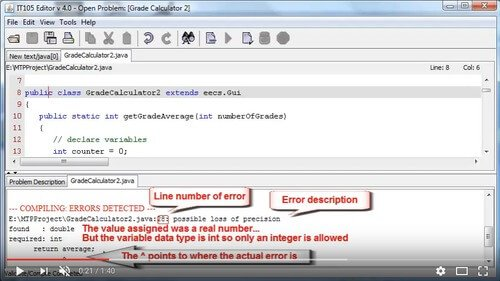 IT105 Editor v 4.0 - Open Problem: [Grade Calculator 2]
File Edit View Tools Help
New text/java[0] GradeCalculator2.java
E:\MTPProject\GradeCalculator2.java Line: 8 Col: 6
7
8 public class GradeCalculator2 extends eecs.Gui
9 {
10 public static int getGradeAverage(int numberOfGrades)
11 {
12 // declare variables
13 int counter = 0;
Problem Description GradeCalculator2.java
Line number of error
Error description
--- COMPILING: ERRORS DETECTED ---
E:\MTPProject\GradeCalculator2.java:28: possible loss of precision
found : double
The value assigned was a real number...
required: int
But the variable data type is int so only an integer is allowed
return average;
^
The ^ points to where the actual error is
0:21 / 1:40